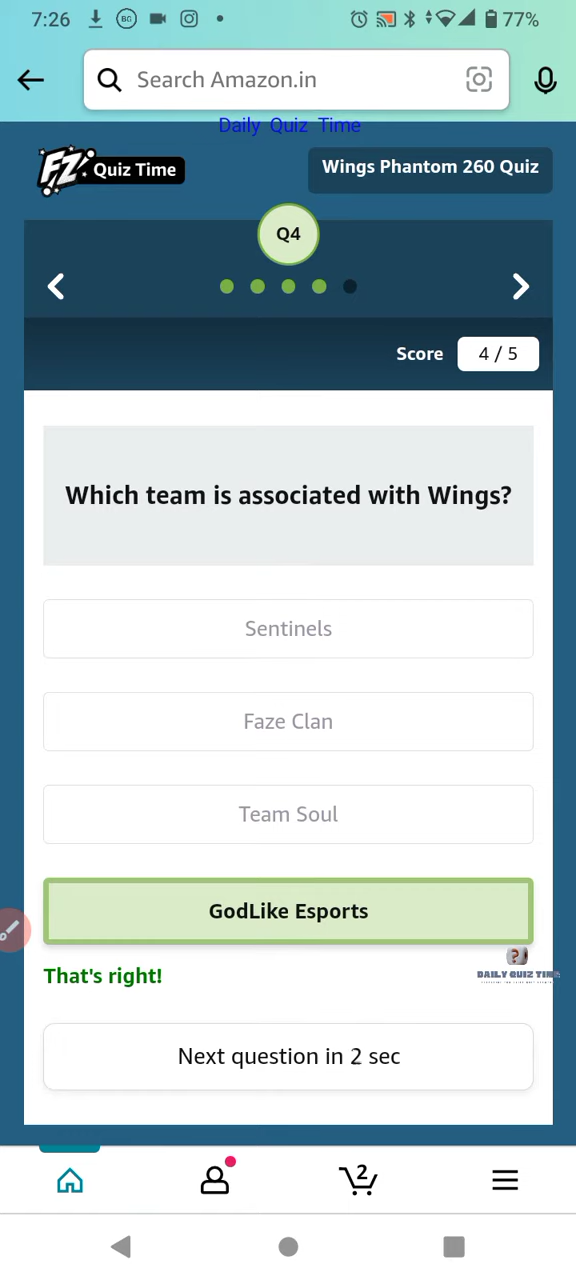 7:26
BG
77%
Search Amazon.in
Daily Quiz Time
FZ Quiz Time
Wings Phantom 260 Quiz
Q4
Score 4 / 5
Which team is associated with Wings?
Sentinels
Faze Clan
Team Soul
GodLike Esports
That's right!
?
DAILY QUIZ TIME
Next question in 2 sec
2